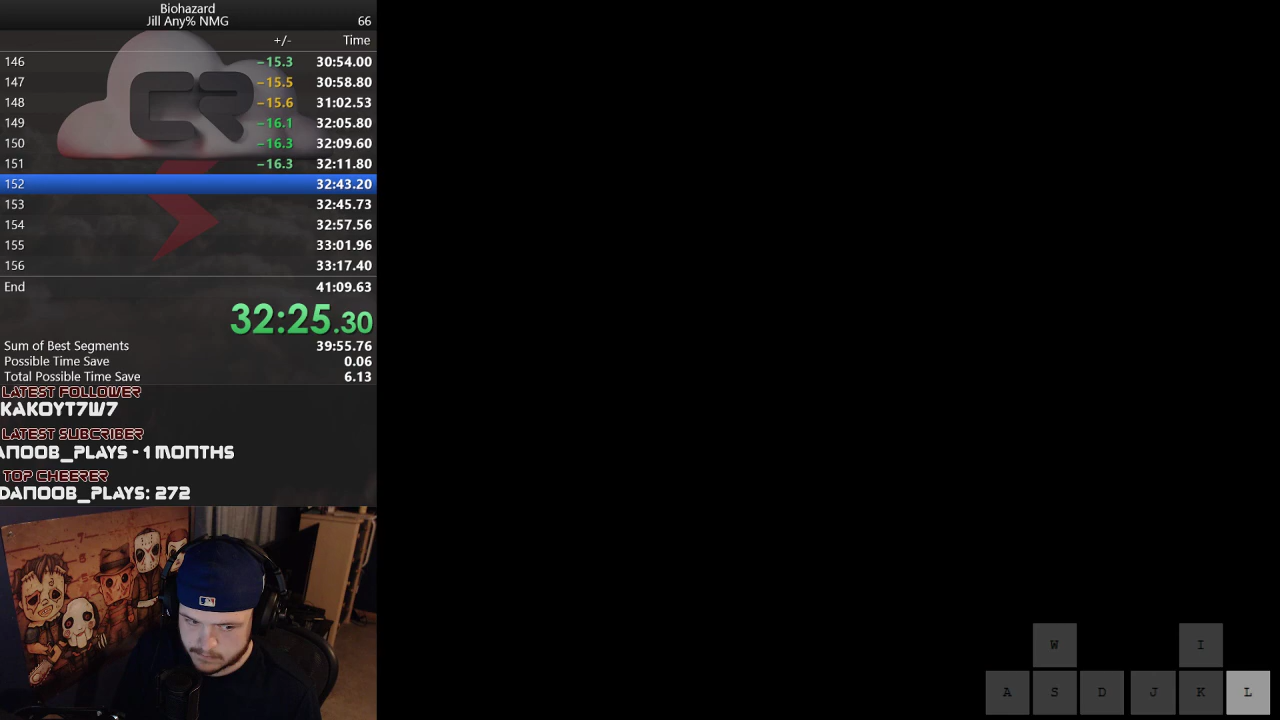 Biohazard
Jill Any% NMG 66
+/- Time
146 −15.3 30:54.00
147 −15.5 30:58.80
148 −15.6 31:02.53
149 −16.1 32:05.80
150 −16.3 32:09.60
151 −16.3 32:11.80
152 32:43.20
153 32:45.73
154 32:57.56
155 33:01.96
156 33:17.40
End 41:09.63
32:25.30
Sum of Best Segments 39:55.76
Possible Time Save 0.06
Total Possible Time Save 6.13
LATEST FOLLOWER
KAKOYT7W7
LATEST SUBCRIBER
ANOOB_PLAYS - 1 MONTHS
TOP CHEERER
DANOOB_PLAYS: 272
W I
A S D J K L
CR